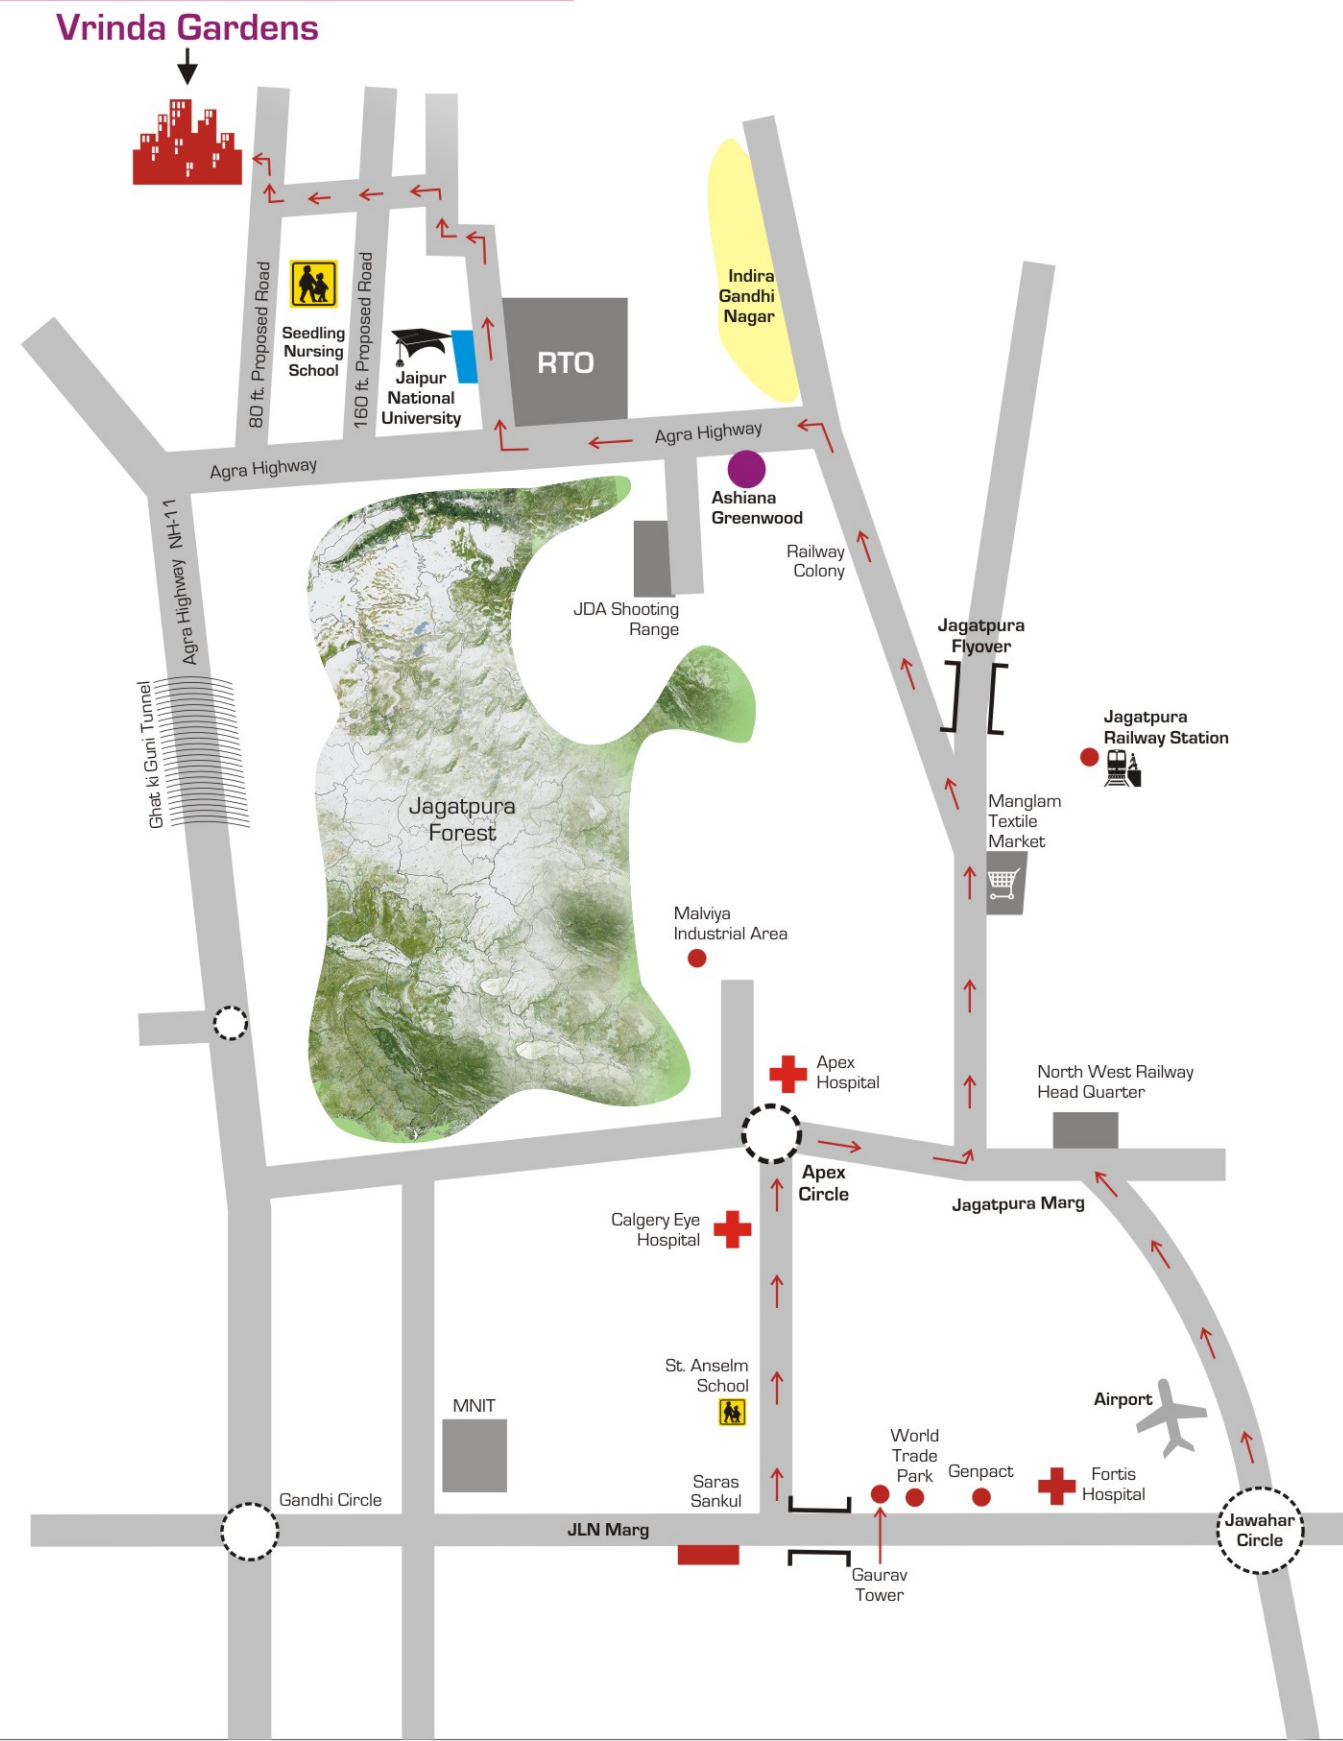 Vrinda Gardens
80 ft. Proposed Road
160 ft. Proposed Road
Seedling
Nursing
School
Jaipur
National
University
RTO
Indira
Gandhi
Nagar
Agra Highway
Agra Highway
Ashiana
Greenwood
Agra Highway NH-11
Railway
Colony
JDA Shooting
Range
Jagatpura
Flyover
Ghat ki Guni Tunnel
Jagatpura
Railway Station
Jagatpura
Forest
Manglam
Textile
Market
Malviya
Industrial Area
Apex
Hospital
North West Railway
Head Quarter
Apex
Circle
Jagatpura Marg
Calgery Eye
Hospital
St. Anselm
School
MNIT
Airport
World
Trade
Park
Genpact
Fortis
Hospital
Saras
Sankul
Gandhi Circle
JLN Marg
Jawahar
Circle
Gaurav
Tower